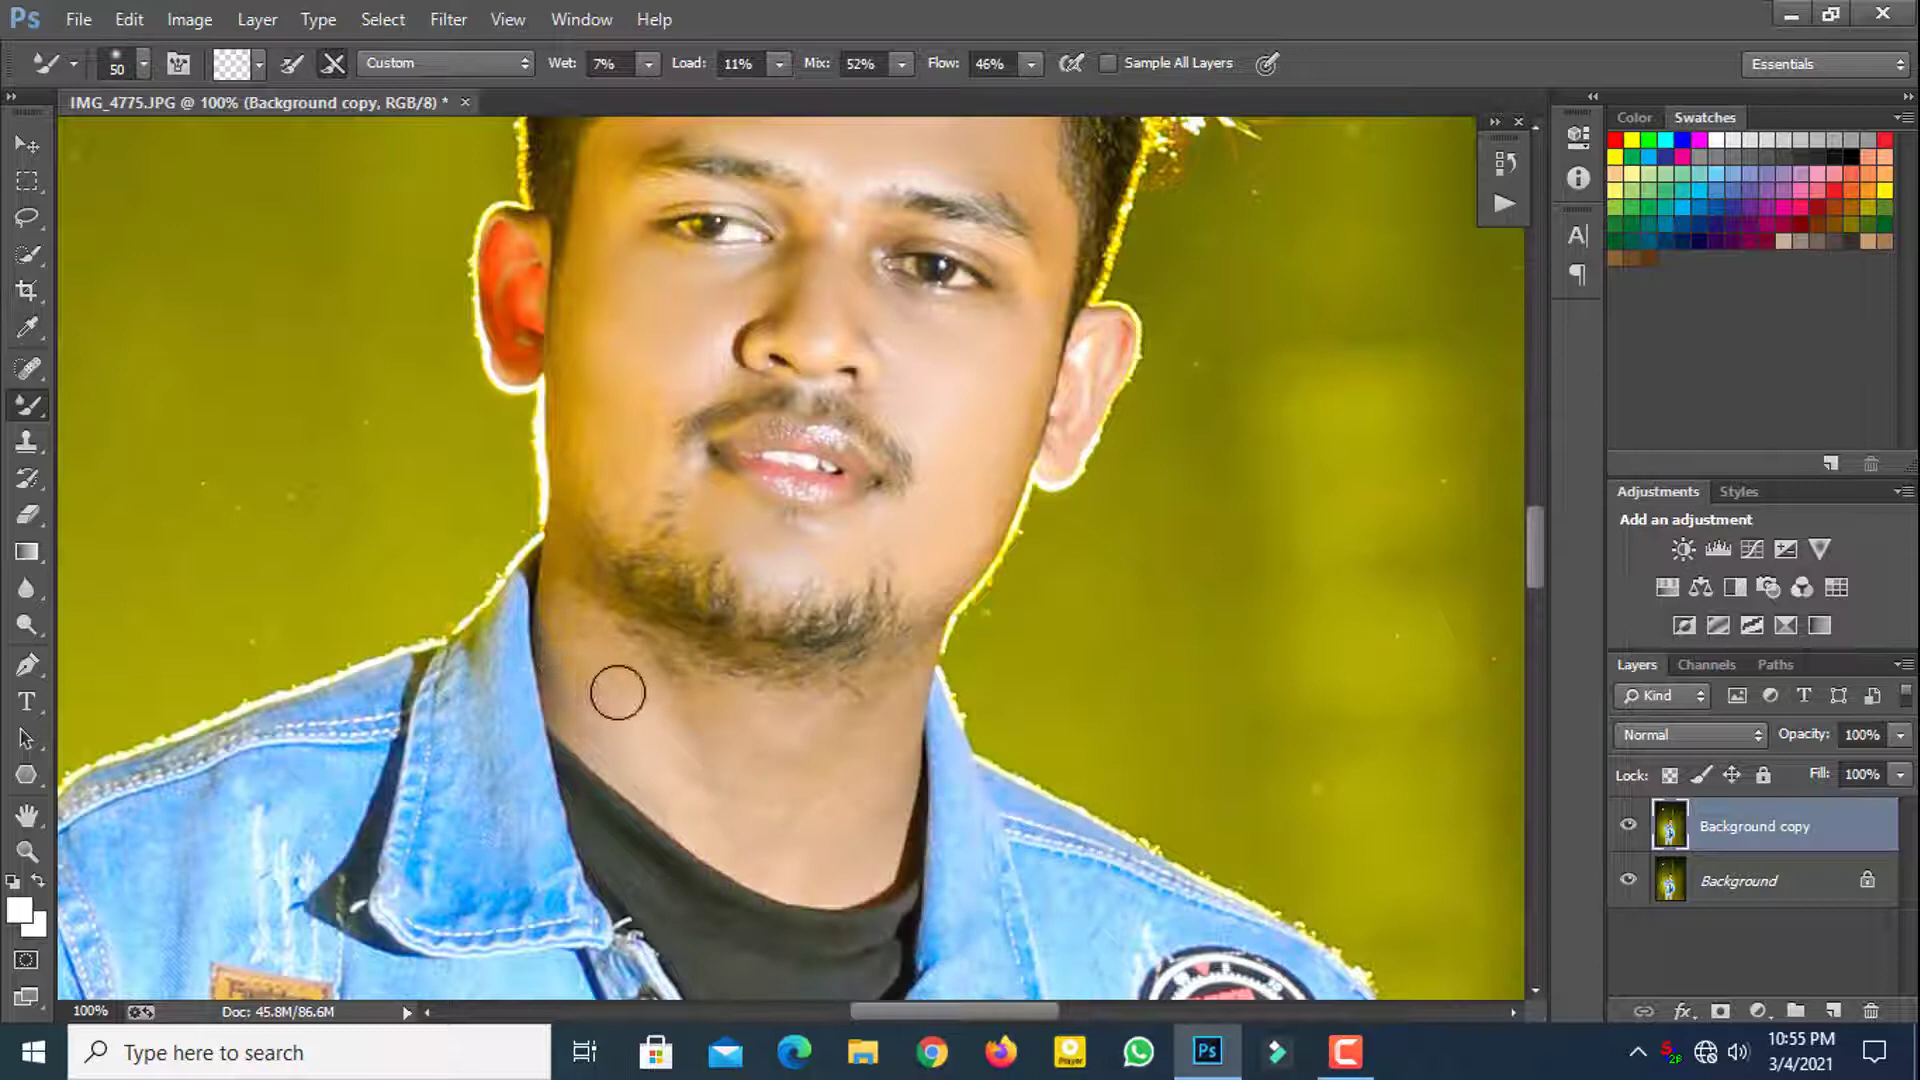 Ps File Edit Image Layer Type Select Filter View Window Help
50 Custom Wet: 7% Load: 11% Mix: 52% Flow: 46% Sample All Layers Essentials
IMG_4775.JPG @ 100% (Background copy, RGB/8) *
Color Swatches
Adjustments Styles
Add an adjustment
Layers Channels Paths
Kind
Normal Opacity: 100%
Lock: Fill: 100%
Background copy
Background
100% Doc: 45.8M/86.6M
Type here to search
Ps
10:55 PM
3/4/2021